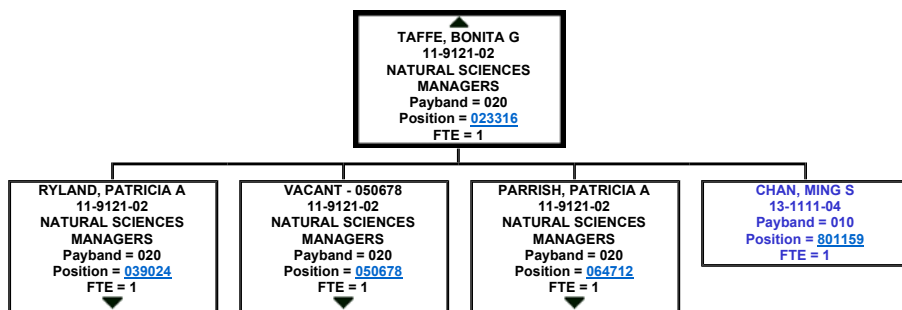 TAFFE, BONITA G
11-9121-02
NATURAL SCIENCES
MANAGERS
Payband = 020
Position = 023316
FTE = 1
RYLAND, PATRICIA A
11-9121-02
NATURAL SCIENCES
MANAGERS
Payband = 020
Position = 039024
FTE = 1
VACANT - 050678
11-9121-02
NATURAL SCIENCES
MANAGERS
Payband = 020
Position = 050678
FTE = 1
PARRISH, PATRICIA A
11-9121-02
NATURAL SCIENCES
MANAGERS
Payband = 020
Position = 064712
FTE = 1
CHAN, MING S
13-1111-04
Payband = 010
Position = 801159
FTE = 1